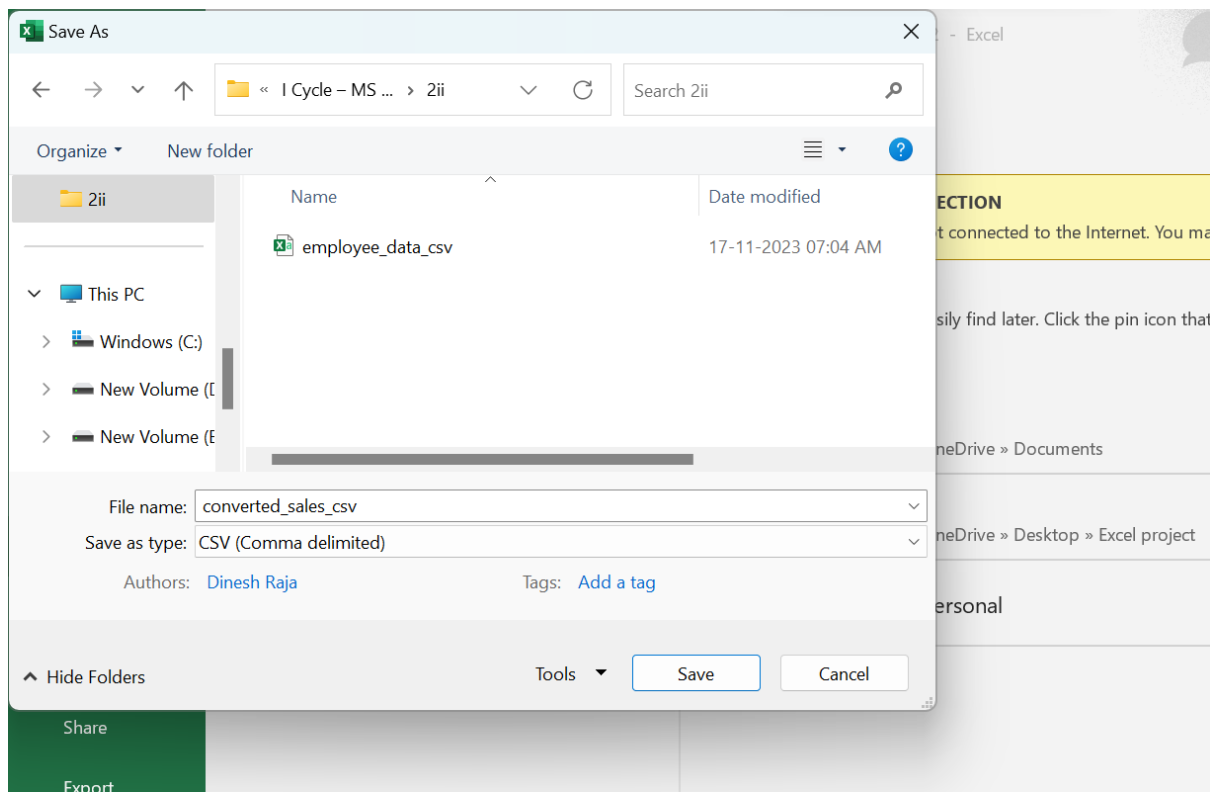 Save As
- Excel
« I Cycle – MS ... › 2ii
Search 2ii
Organize
New folder
?
2ii
Name
Date modified
ECTION
employee_data_csv
17-11-2023 07:04 AM
t connected to the Internet. You ma
This PC
sily find later. Click the pin icon that
Windows (C:)
New Volume (D
New Volume (E
neDrive » Documents
File name: converted_sales_csv
Save as type: CSV (Comma delimited)
neDrive » Desktop » Excel project
Authors: Dinesh Raja
Tags: Add a tag
ersonal
Hide Folders
Tools
Save
Cancel
Share
Export